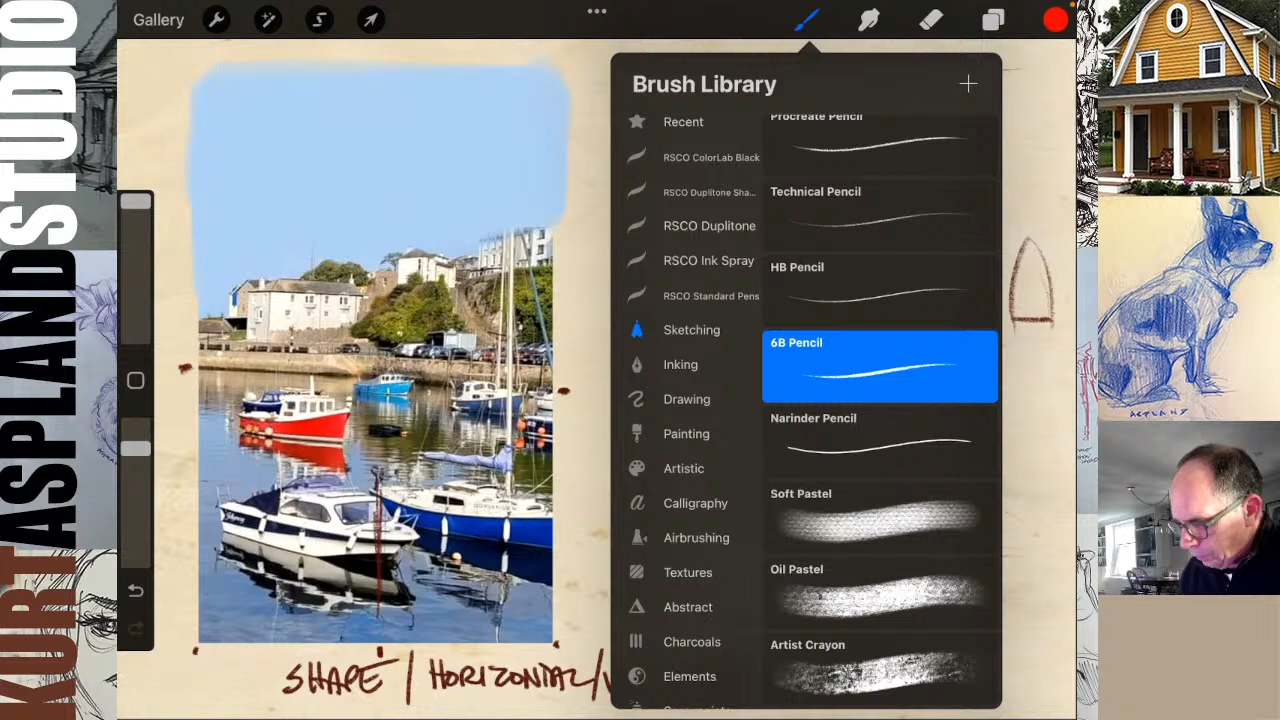 KURT ASPLAND STUDIO
Gallery
Brush Library
Recent
RSCO ColorLab Black
RSCO Duplitone Sha...
RSCO Duplitone
RSCO Ink Spray
RSCO Standard Pens
Sketching
Inking
Drawing
Painting
Artistic
Calligraphy
Airbrushing
Textures
Abstract
Charcoals
Elements
Procreate Pencil
Technical Pencil
HB Pencil
6B Pencil
Narinder Pencil
Soft Pastel
Oil Pastel
Artist Crayon
SHAPE / HORIZONTAL /
ASPLAND